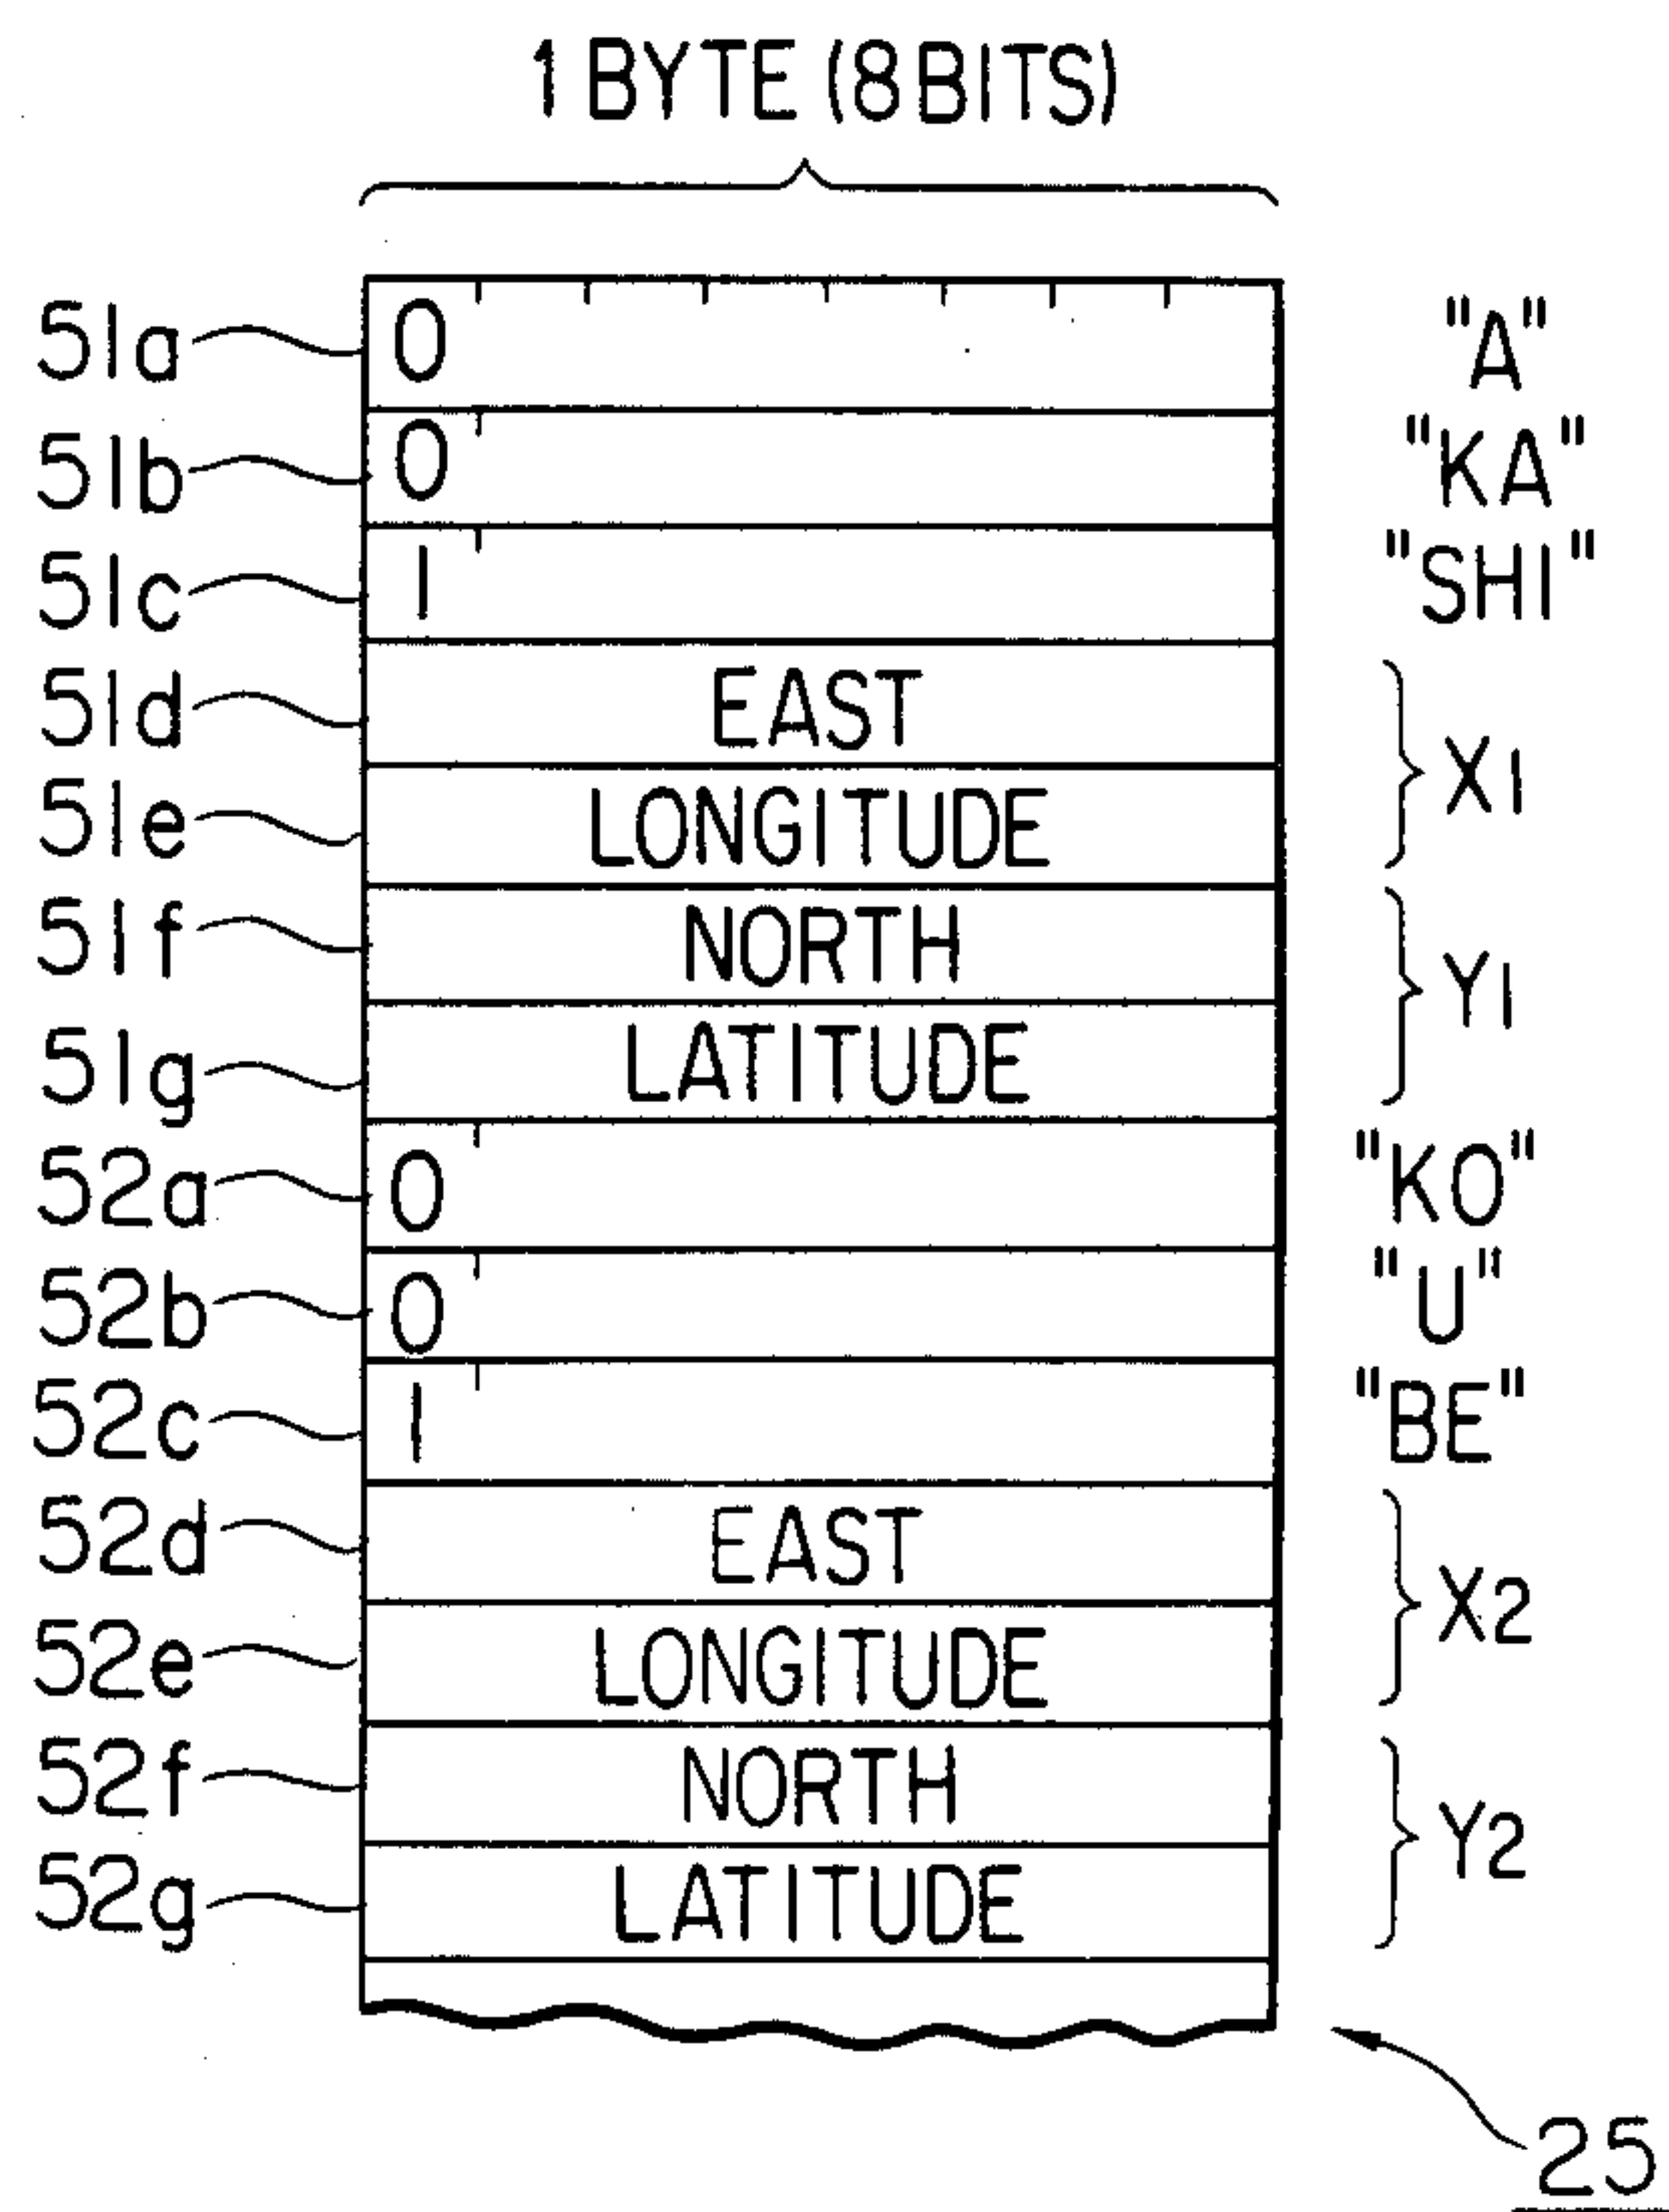 1 BYTE (8 BITS)
51a 0 "A"
51b 0 "KA"
51c 1 "SHI"
51d EAST
X1
51e LONGITUDE
51f NORTH
Y1
51g LATITUDE
52a 0 "KO"
52b 0 "U"
52c 1 "BE"
52d EAST
X2
52e LONGITUDE
52f NORTH
Y2
52g LATITUDE
25